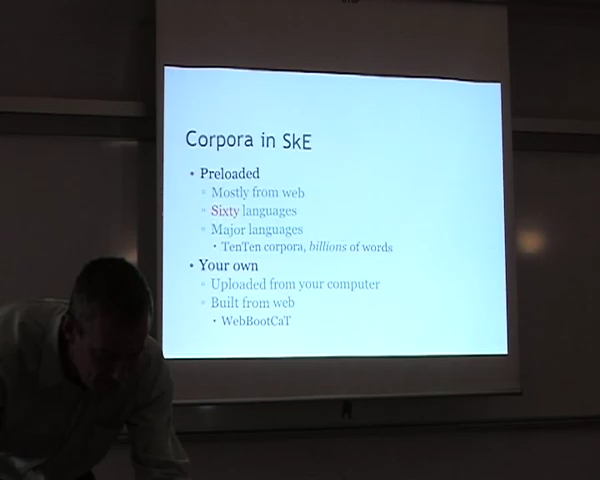 Corpora in SkE
• Preloaded
▫ Mostly from web
▫ Sixty languages
▫ Major languages
• TenTen corpora, billions of words
• Your own
▫ Uploaded from your computer
▫ Built from web
• WebBootCaT